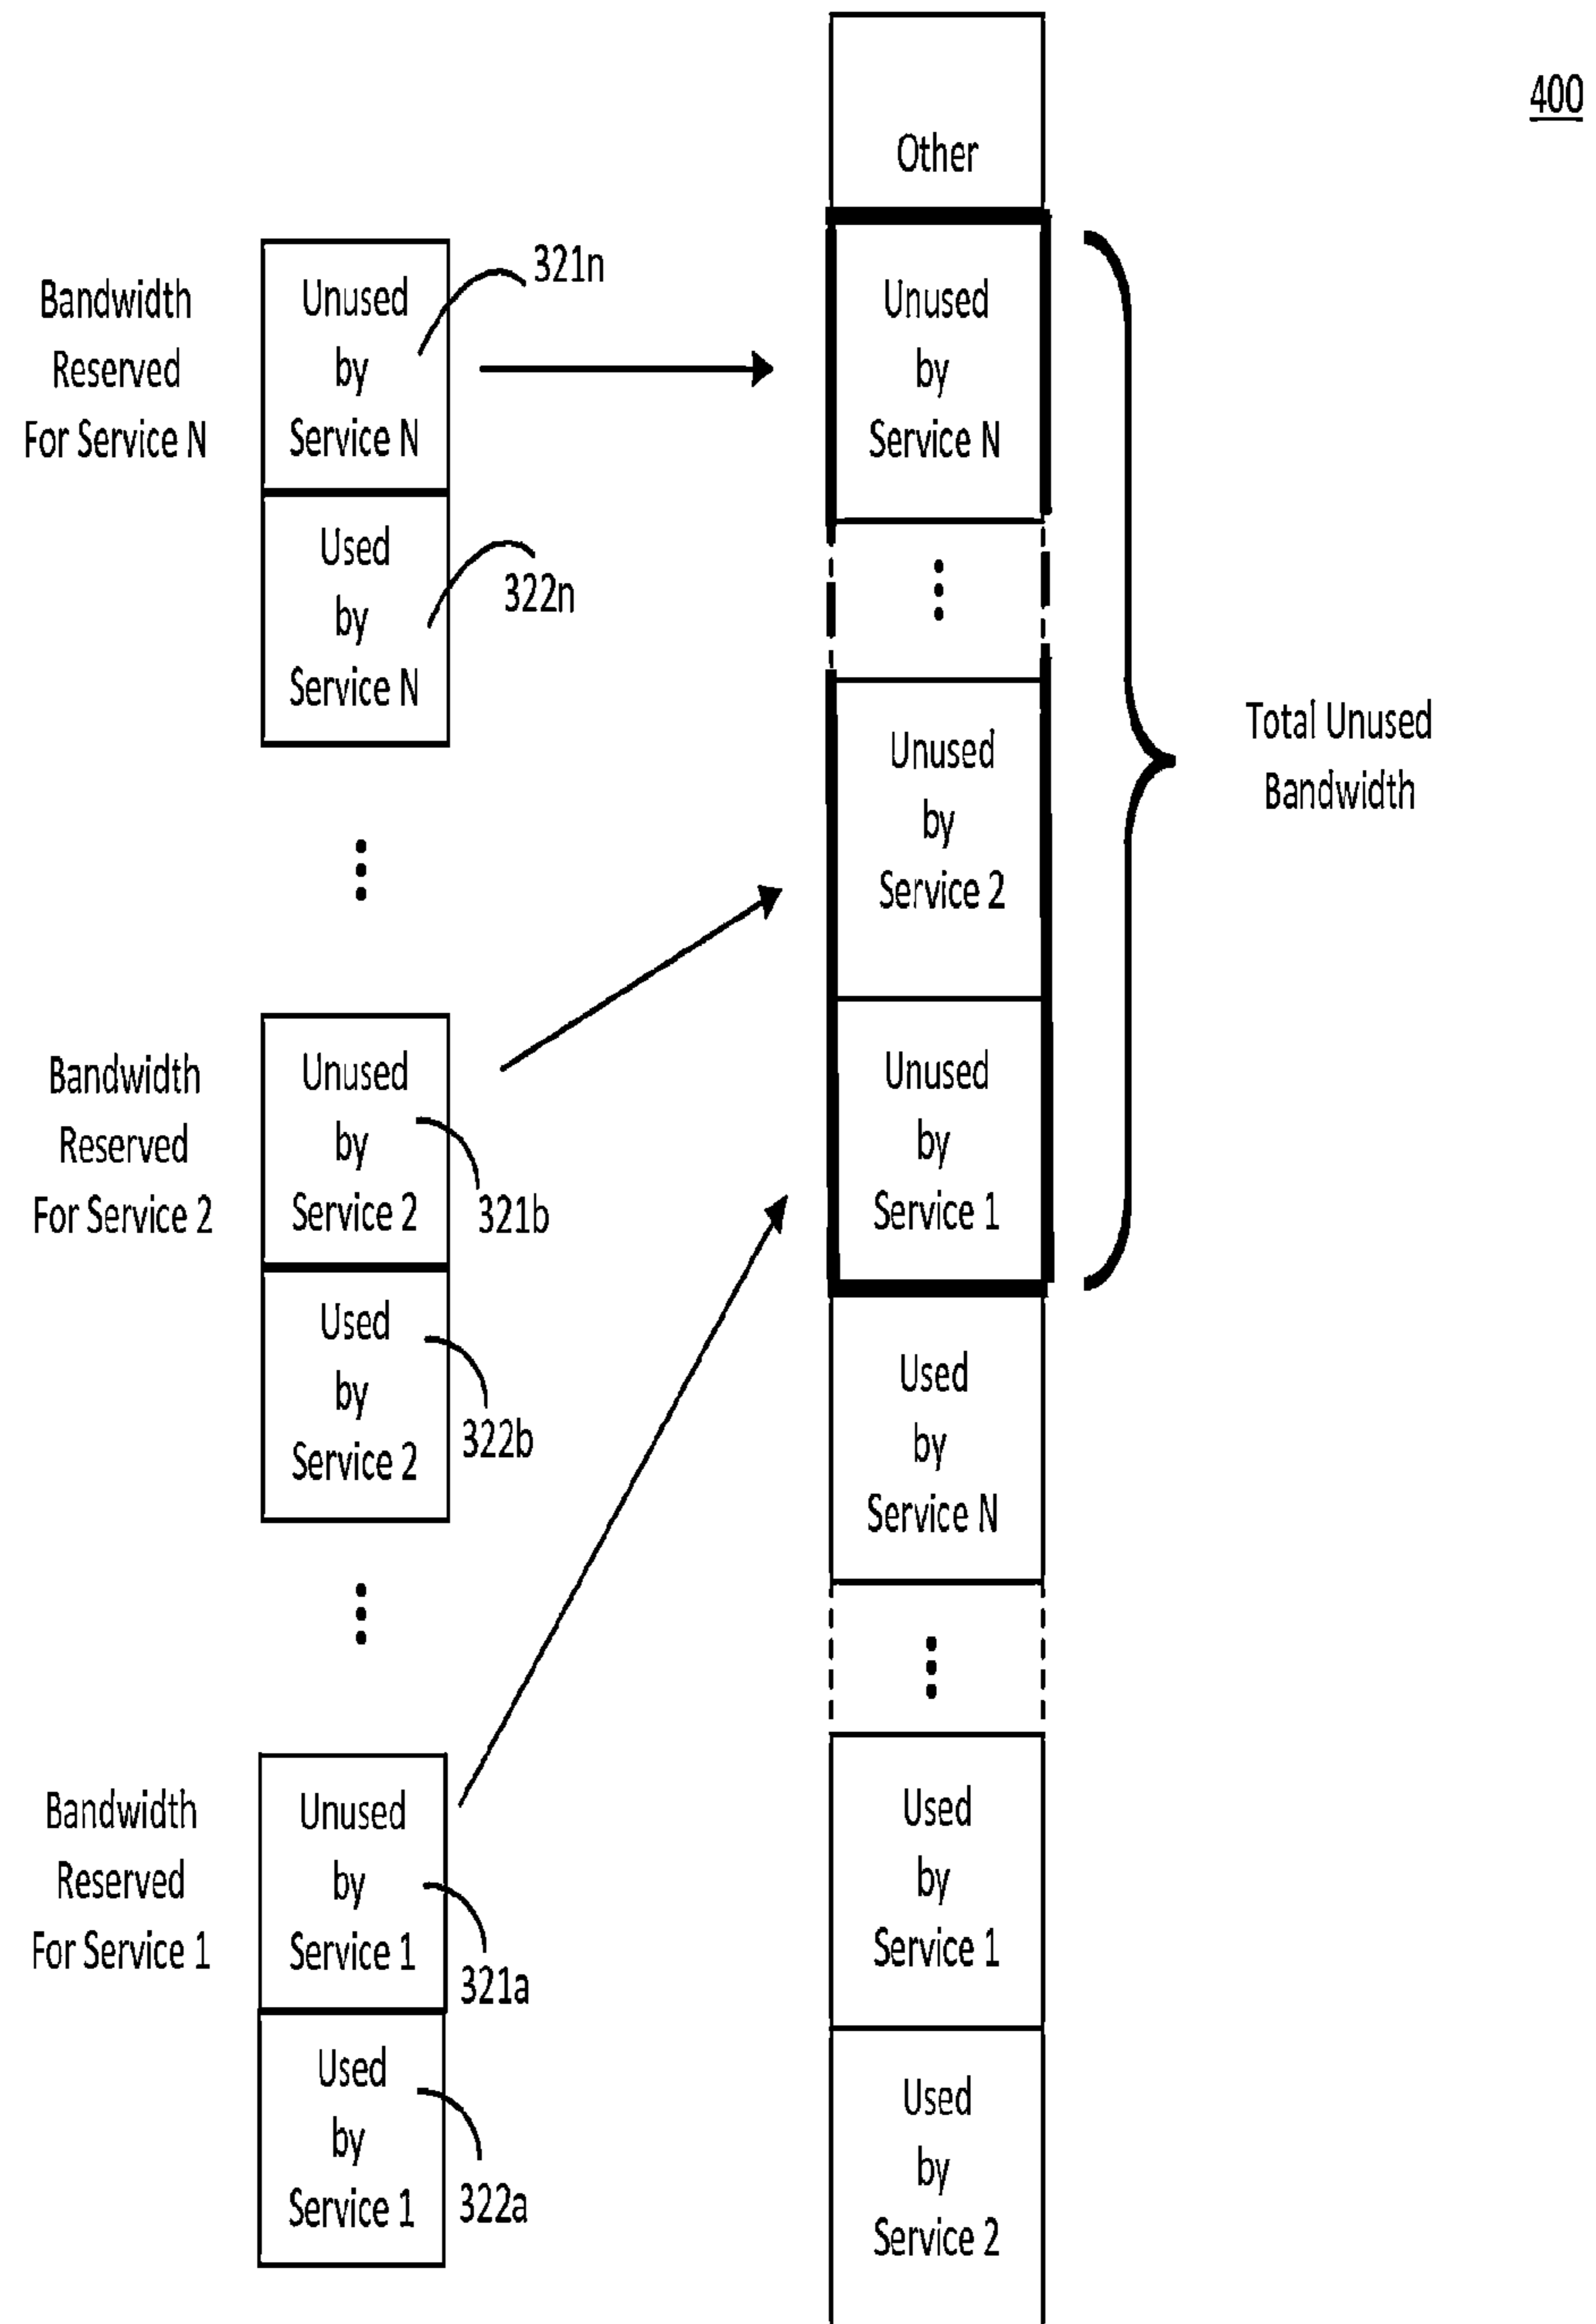 400
Bandwidth
Reserved
For Service N
Unused
by
Service N
321n
Used
by
Service N
322n
Bandwidth
Reserved
For Service 2
Unused
by
Service 2
321b
Used
by
Service 2
322b
Bandwidth
Reserved
For Service 1
Unused
by
Service 1
321a
Used
by
Service 1
322a
Other
Unused
by
Service N
Unused
by
Service 2
Unused
by
Service 1
Used
by
Service N
Used
by
Service 1
Used
by
Service 2
Total Unused
Bandwidth